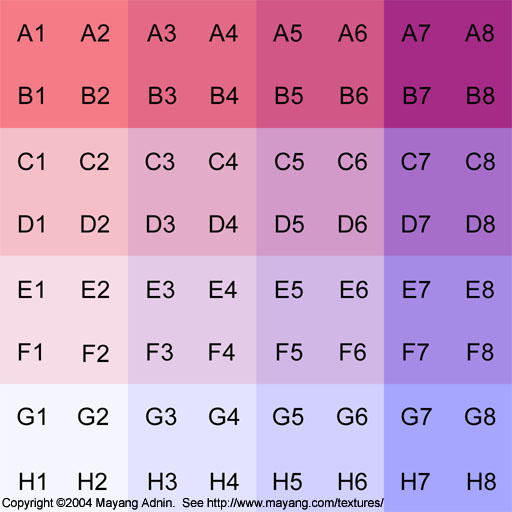 A1 A2 A3 A4 A5 A6 A7 A8
B1 B2 B3 B4 B5 B6 B7 B8
C1 C2 C3 C4 C5 C6 C7 C8
D1 D2 D3 D4 D5 D6 D7 D8
E1 E2 E3 E4 E5 E6 E7 E8
F1 F2 F3 F4 F5 F6 F7 F8
G1 G2 G3 G4 G5 G6 G7 G8
H1 H2 H3 H4 H5 H6 H7 H8
Copyright ©2004 Mayang Adnin. See http://www.mayang.com/textures/